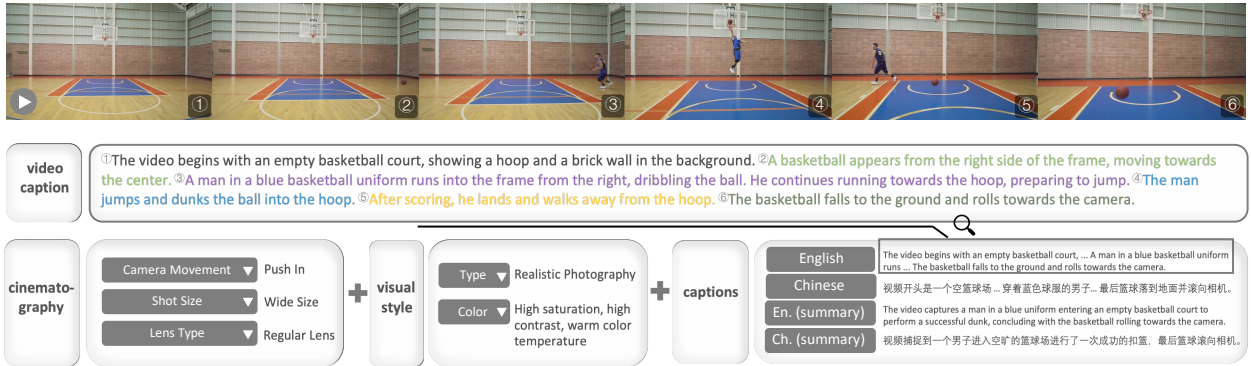 ① ② ③ ④ ⑤ ⑥
video
caption
①The video begins with an empty basketball court, showing a hoop and a brick wall in the background. ②A basketball appears from the right side of the frame, moving towards
the center. ③A man in a blue basketball uniform runs into the frame from the right, dribbling the ball. He continues running towards the hoop, preparing to jump. ④The man
jumps and dunks the ball into the hoop. ⑤After scoring, he lands and walks away from the hoop. ⑥The basketball falls to the ground and rolls towards the camera.
cinemato-
graphy
Camera Movement Push In
Shot Size Wide Size
Lens Type Regular Lens
visual
style
Type Realistic Photography
Color High saturation, high
contrast, warm color
temperature
captions
English
The video begins with an empty basketball court, ... A man in a blue basketball uniform
runs ... The basketball falls to the ground and rolls towards the camera.
Chinese 视频开头是一个空篮球场 ... 穿着蓝色球服的男子... 最后篮球落到地面并滚向相机。
En. (summary)
The video captures a man in a blue uniform entering an empty basketball court to
perform a successful dunk, concluding with the basketball rolling towards the camera.
Ch. (summary) 视频捕捉到一个男子进入空旷的篮球场进行了一次成功的扣篮，最后篮球滚向相机。